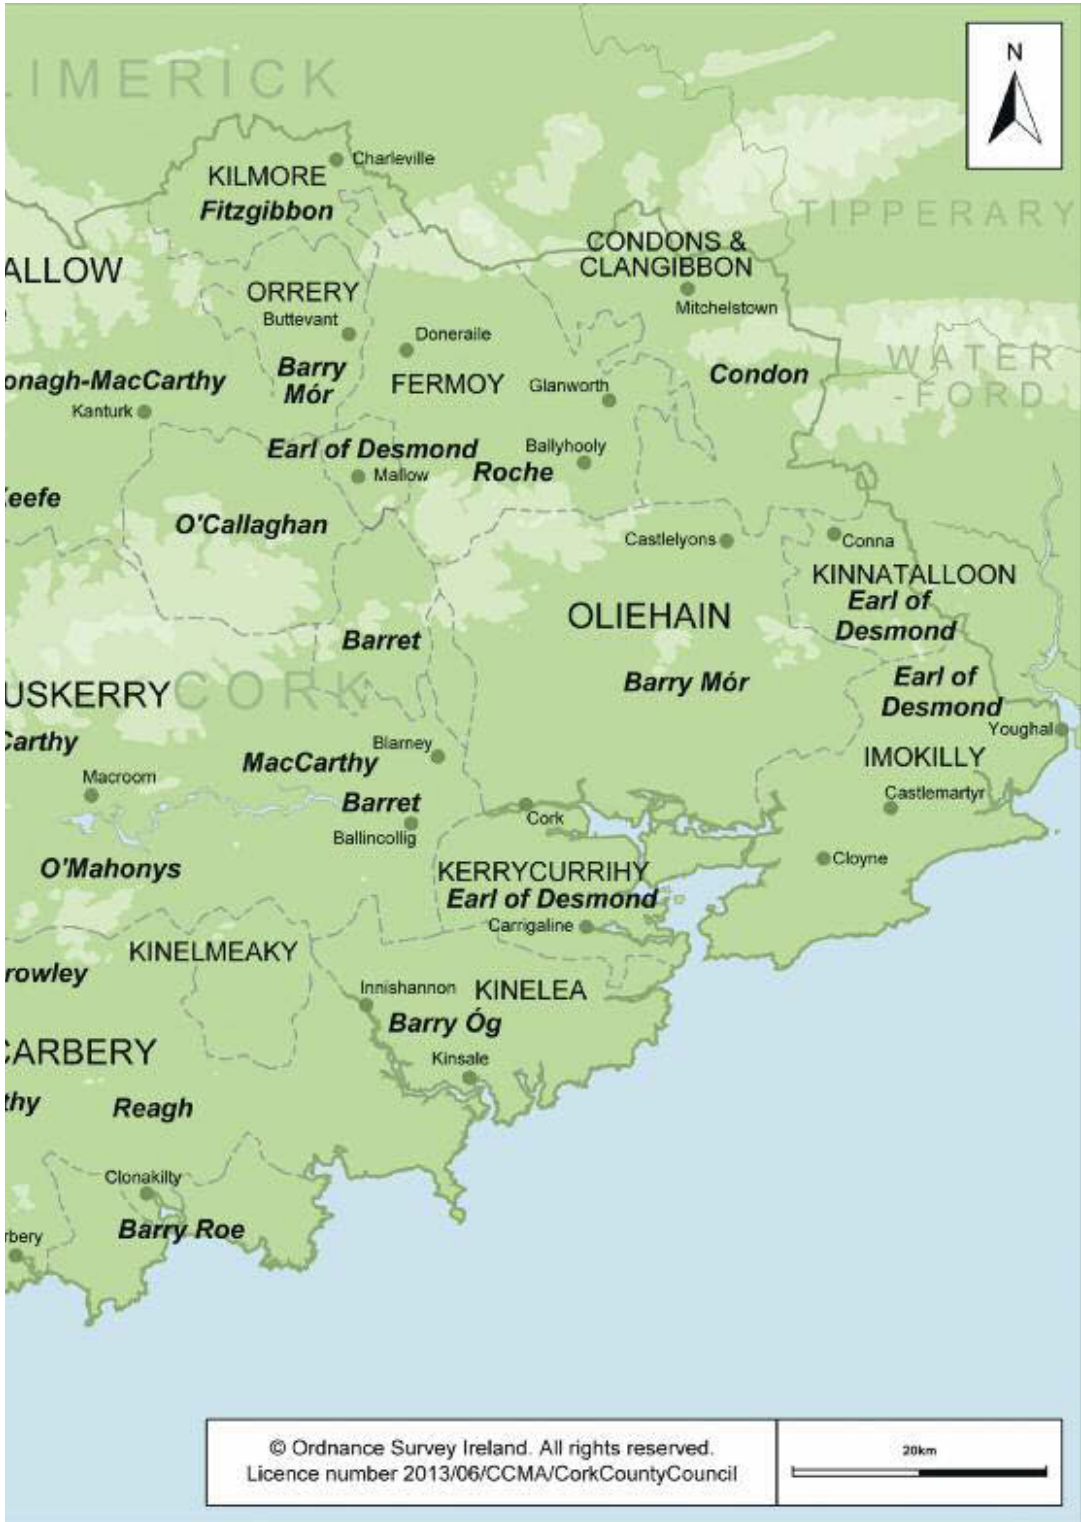 N
LIMERICK
Charleville
KILMORE
Fitzgibbon
TIPPERARY
CONDONS &
CLANGIBBON
Mitchelstown
ALLOW
ORRERY
Buttevant
Doneraile
WATER
-FORD
Barry
Mór
FERMOY
Glanworth
Condon
onagh-MacCarthy
Kanturk
Earl of Desmond
Mallow
Ballyhooly
Roche
Keefe
O'Callaghan
Castlelyons
Conna
KINNATALLOON
Earl of
Desmond
OLIEHAIN
Barret
Barry Mór
Earl of
Desmond
USKERRY
CORK
Carthy
Youghal
Blarney
MacCarthy
IMOKILLY
Macroom
Barret
Castlemartyr
Cork
Ballincollig
Cloyne
O'Mahonys
KERRYCURRIHY
Earl of Desmond
Carrigaline
KINELMEAKY
rowley
Innishannon
KINELEA
Barry Óg
CARBERY
Kinsale
thy
Reagh
Clonakilty
Barry Roe
rbery
© Ordnance Survey Ireland. All rights reserved.
Licence number 2013/06/CCMA/CorkCountyCouncil
20km